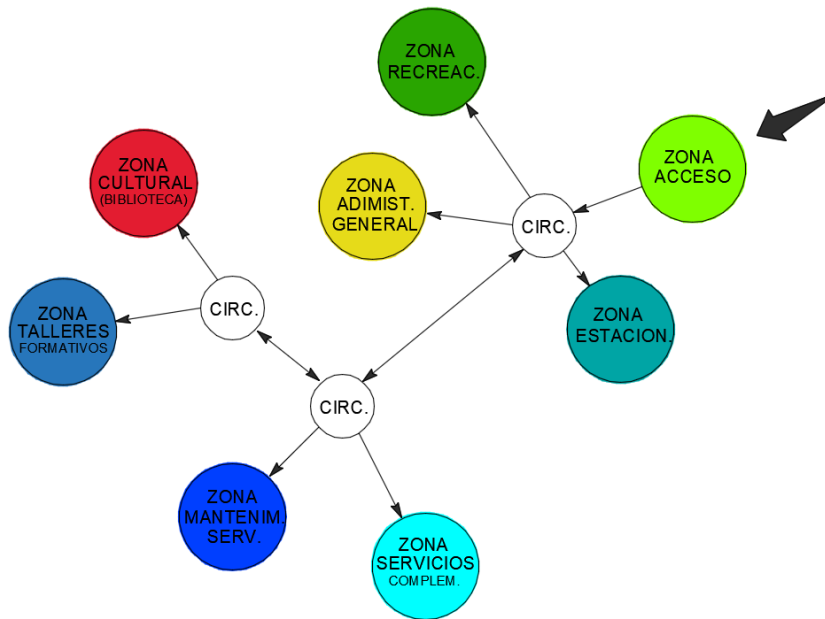 ZONA
RECREAC.
ZONA
ACCESO
ZONA
CULTURAL
(BIBLIOTECA)
ZONA
ADIMIST.
GENERAL
CIRC.
ZONA
TALLERES
FORMATIVOS
CIRC.
ZONA
ESTACION.
CIRC.
ZONA
MANTENIM.
SERV.
ZONA
SERVICIOS
COMPLEM.